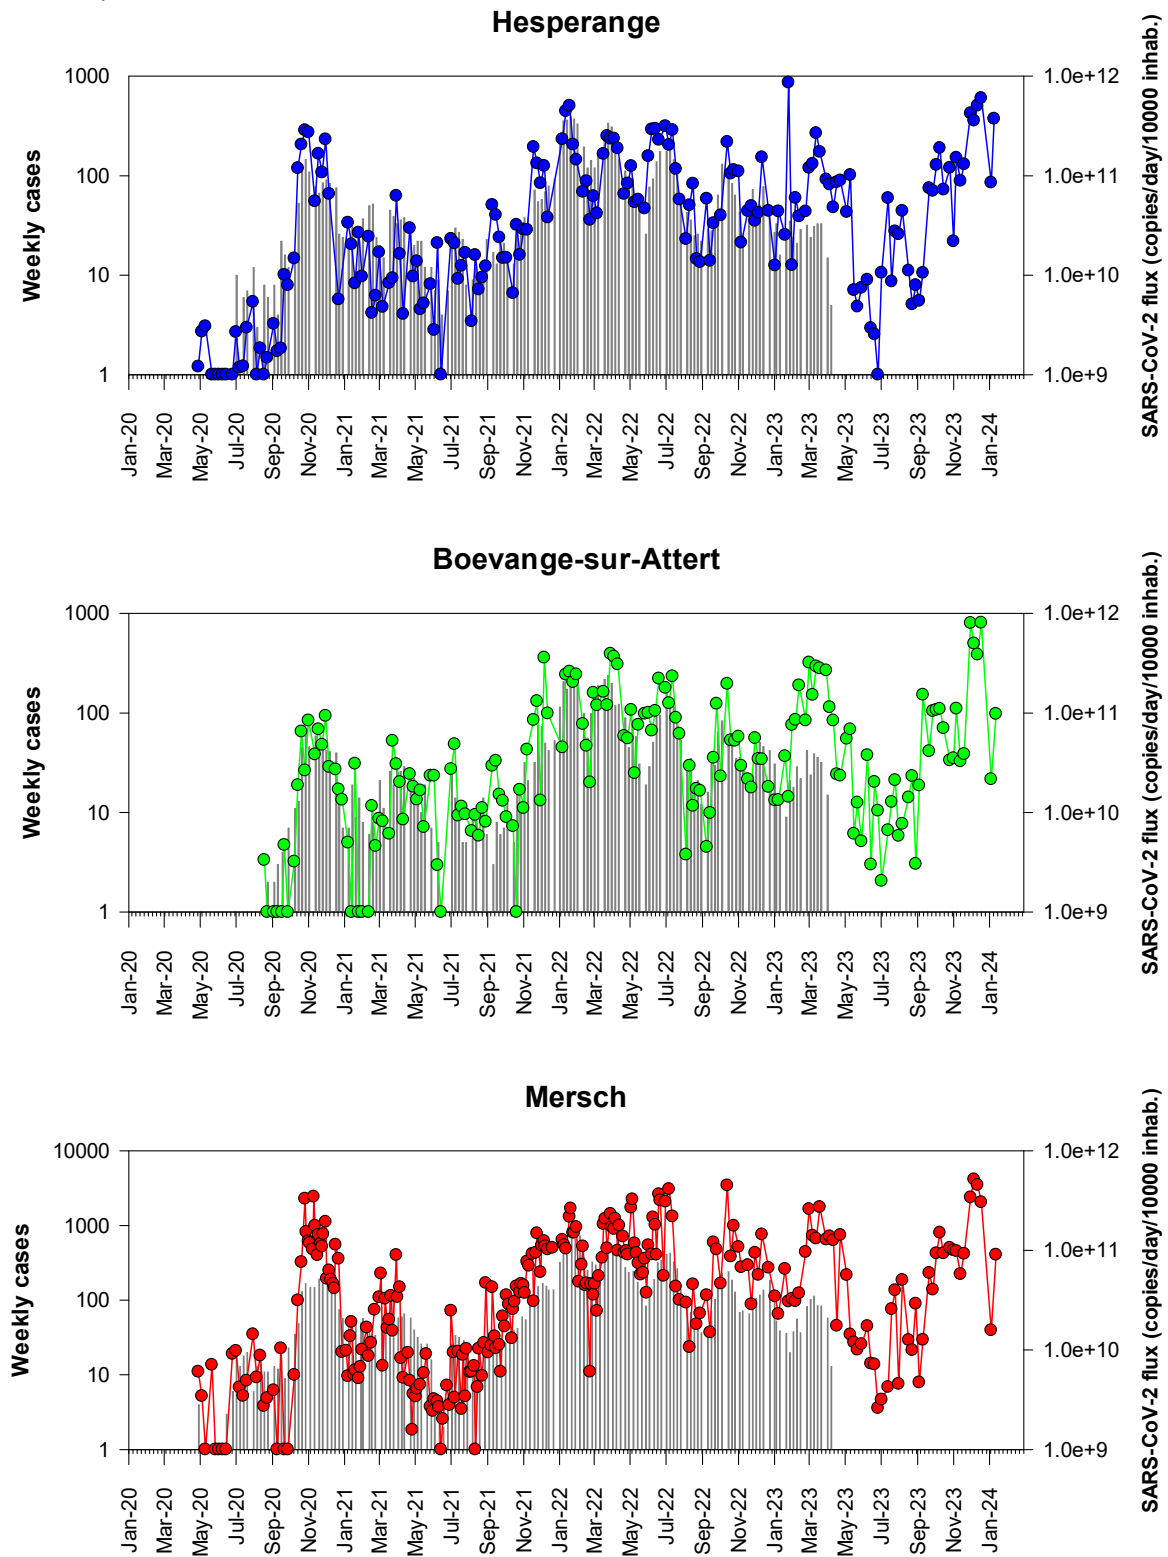 Hesperange
Weekly cases
SARS-CoV-2 flux (copies/day/10000 inhab.)
1000
100
10
1
1.0e+12
1.0e+11
1.0e+10
1.0e+9
Jan-20
Mar-20
May-20
Jul-20
Sep-20
Nov-20
Jan-21
Mar-21
May-21
Jul-21
Sep-21
Nov-21
Jan-22
Mar-22
May-22
Jul-22
Sep-22
Nov-22
Jan-23
Mar-23
May-23
Jul-23
Sep-23
Nov-23
Jan-24
Boevange-sur-Attert
Weekly cases
SARS-CoV-2 flux (copies/day/10000 inhab.)
1000
100
10
1
1.0e+12
1.0e+11
1.0e+10
1.0e+9
Jan-20
Mar-20
May-20
Jul-20
Sep-20
Nov-20
Jan-21
Mar-21
May-21
Jul-21
Sep-21
Nov-21
Jan-22
Mar-22
May-22
Jul-22
Sep-22
Nov-22
Jan-23
Mar-23
May-23
Jul-23
Sep-23
Nov-23
Jan-24
Mersch
Weekly cases
SARS-CoV-2 flux (copies/day/10000 inhab.)
10000
1000
100
10
1
1.0e+12
1.0e+11
1.0e+10
1.0e+9
Jan-20
Mar-20
May-20
Jul-20
Sep-20
Nov-20
Jan-21
Mar-21
May-21
Jul-21
Sep-21
Nov-21
Jan-22
Mar-22
May-22
Jul-22
Sep-22
Nov-22
Jan-23
Mar-23
May-23
Jul-23
Sep-23
Nov-23
Jan-24